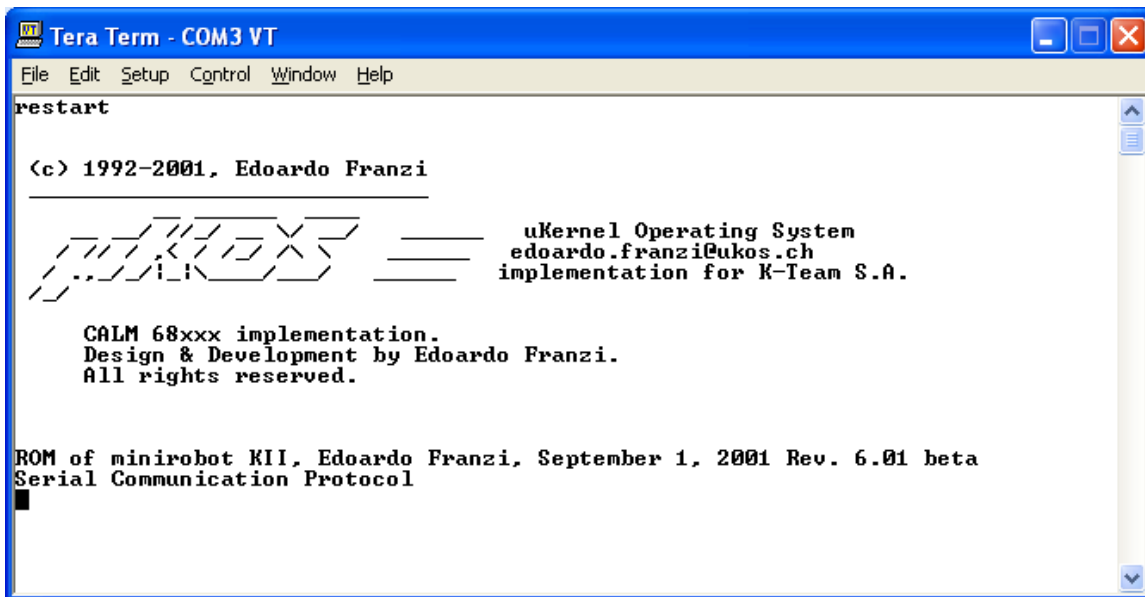 Tera Term - COM3 VT
File Edit Setup Control Window Help
restart
(c) 1992-2001, Edoardo Franzi
µKOS
uKernel Operating System
edoardo.franzi@ukos.ch
implementation for K-Team S.A.
CALM 68xxx implementation.
Design & Development by Edoardo Franzi.
All rights reserved.
ROM of minirobot KII, Edoardo Franzi, September 1, 2001 Rev. 6.01 beta
Serial Communication Protocol